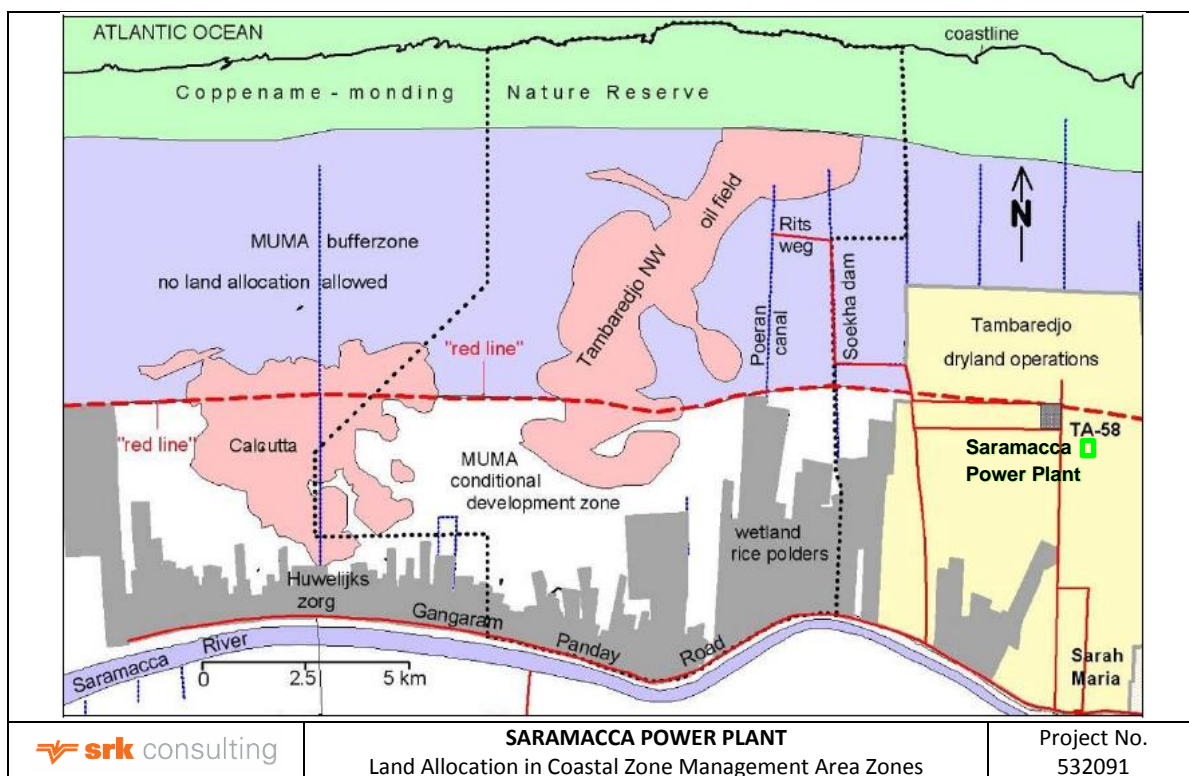 ATLANTIC OCEAN
coastline
Coppename - monding Nature Reserve
oil field
Tambaredjo NW
Rits
weg
N
MUMA bufferzone
no land allocation allowed
Poeran
canal
Soekha dam
Tambaredjo
dryland operations
"red line"
"red line"
Calcutta
TA-58
Saramacca
Power Plant
MUMA
conditional
development zone
wetland
rice polders
Huwelijks
zorg
Gangaram Panday Road
Saramacca River
Sarah
Maria
0 2.5 5 km
srk consulting
SARAMACCA POWER PLANT
Land Allocation in Coastal Zone Management Area Zones
Project No.
532091